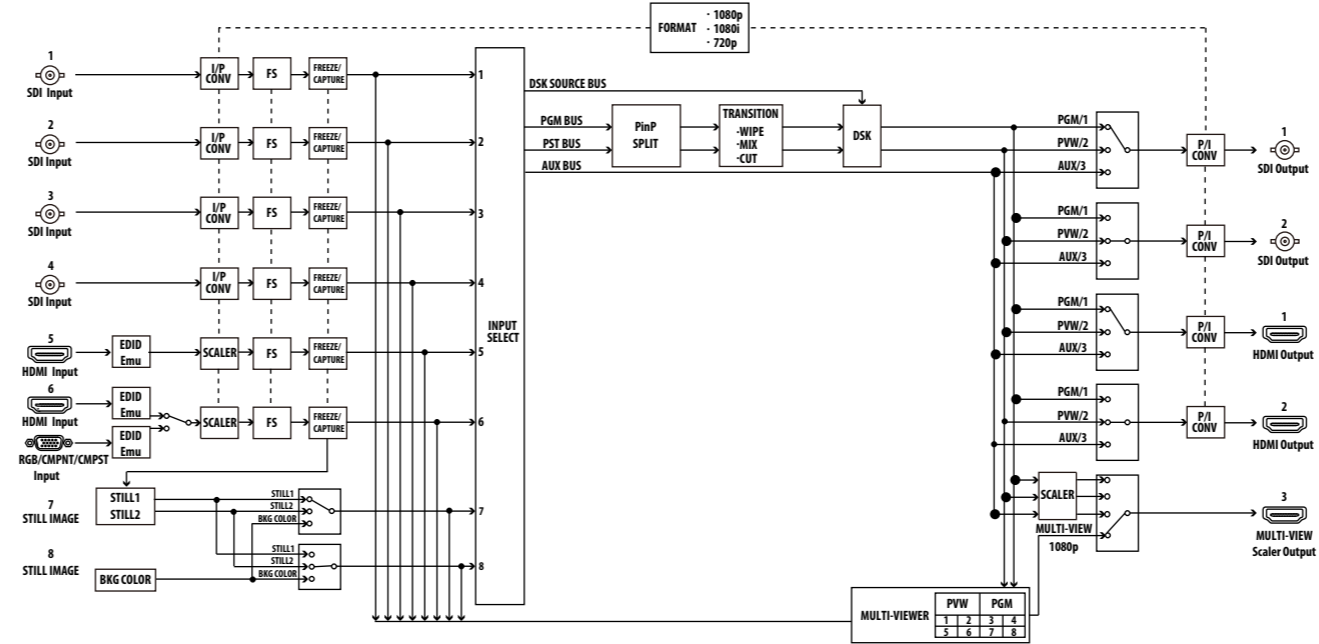 FORMAT
· 1080p
· 1080i
· 720p
1
SDI Input
I/P CONV
FS
FREEZE/ CAPTURE
1
2
SDI Input
I/P CONV
FS
FREEZE/ CAPTURE
2
3
SDI Input
I/P CONV
FS
FREEZE/ CAPTURE
3
4
SDI Input
I/P CONV
FS
FREEZE/ CAPTURE
4
5
HDMI Input
EDID Emu
SCALER
FS
FREEZE/ CAPTURE
5
6
HDMI Input
EDID Emu
SCALER
FS
FREEZE/ CAPTURE
6
RGB/CMPNT/CMPST
Input
EDID Emu
7
STILL IMAGE
STILL1
STILL2
STILL1
STILL2
BKG COLOR
7
8
STILL IMAGE
BKG COLOR
STILL1
STILL2
BKG COLOR
8
INPUT
SELECT
DSK SOURCE BUS
PGM BUS
PST BUS
AUX BUS
PinP
SPLIT
TRANSITION
-WIPE
-MIX
-CUT
DSK
PGM/1
PVW/2
AUX/3
P/I CONV
1
SDI Output
PGM/1
PVW/2
AUX/3
P/I CONV
2
SDI Output
PGM/1
PVW/2
AUX/3
P/I CONV
1
HDMI Output
PGM/1
PVW/2
AUX/3
P/I CONV
2
HDMI Output
SCALER
MULTI-VIEW
1080p
3
MULTI-VIEW
Scaler Output
MULTI-VIEWER
PVW PGM
1 2 3 4
5 6 7 8